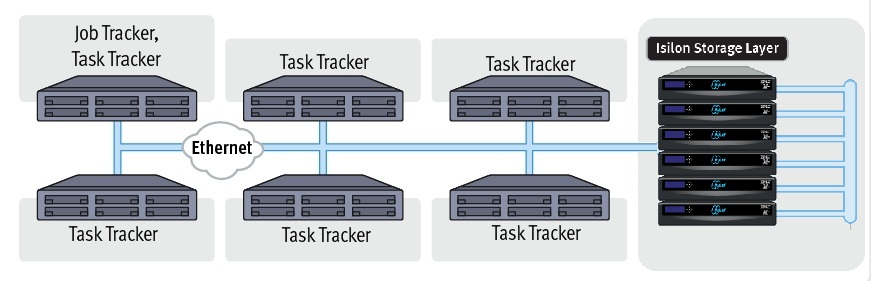 Job Tracker,
Task Tracker
Task Tracker
Task Tracker
Isilon Storage Layer
Ethernet
Task Tracker
Task Tracker
Task Tracker